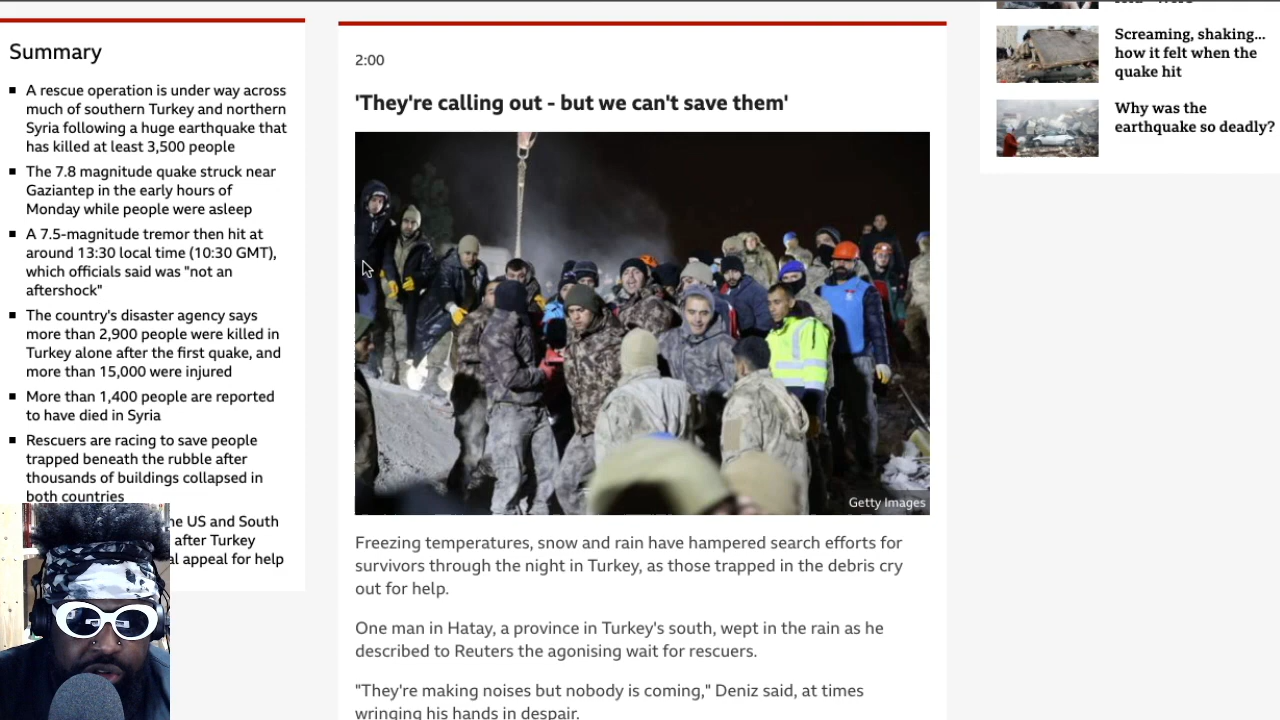 Summary
A rescue operation is under way across
much of southern Turkey and northern
Syria following a huge earthquake that
has killed at least 3,500 people
The 7.8 magnitude quake struck near
Gaziantep in the early hours of
Monday while people were asleep
A 7.5-magnitude tremor then hit at
around 13:30 local time (10:30 GMT),
which officials said was "not an
aftershock"
The country's disaster agency says
more than 2,900 people were killed in
Turkey alone after the first quake, and
more than 15,000 were injured
More than 1,400 people are reported
to have died in Syria
Rescuers are racing to save people
trapped beneath the rubble after
thousands of buildings collapsed in
both countries
he US and South
after Turkey
al appeal for help
2:00
'They're calling out - but we can't save them'
Getty Images
Freezing temperatures, snow and rain have hampered search efforts for
survivors through the night in Turkey, as those trapped in the debris cry
out for help.
One man in Hatay, a province in Turkey's south, wept in the rain as he
described to Reuters the agonising wait for rescuers.
"They're making noises but nobody is coming," Deniz said, at times
wringing his hands in despair.
Screaming, shaking...
how it felt when the
quake hit
Why was the
earthquake so deadly?